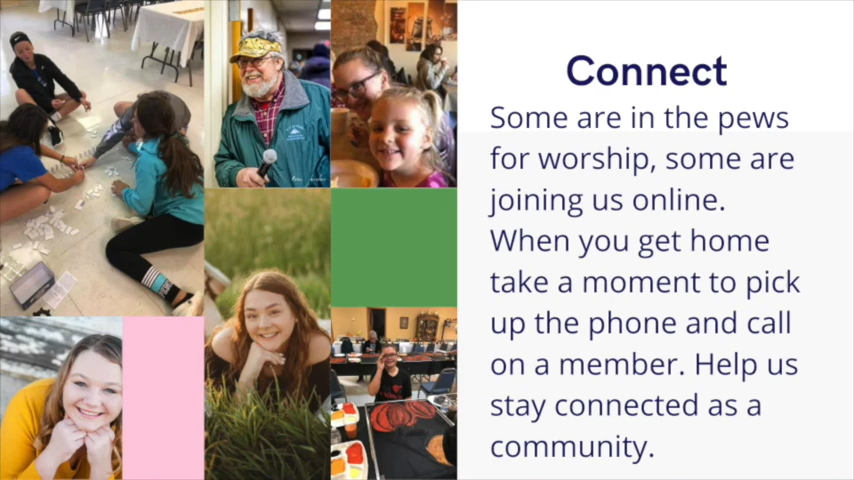 Connect
Some are in the pews
for worship, some are
joining us online.
When you get home
take a moment to pick
up the phone and call
on a member. Help us
stay connected as a
community.